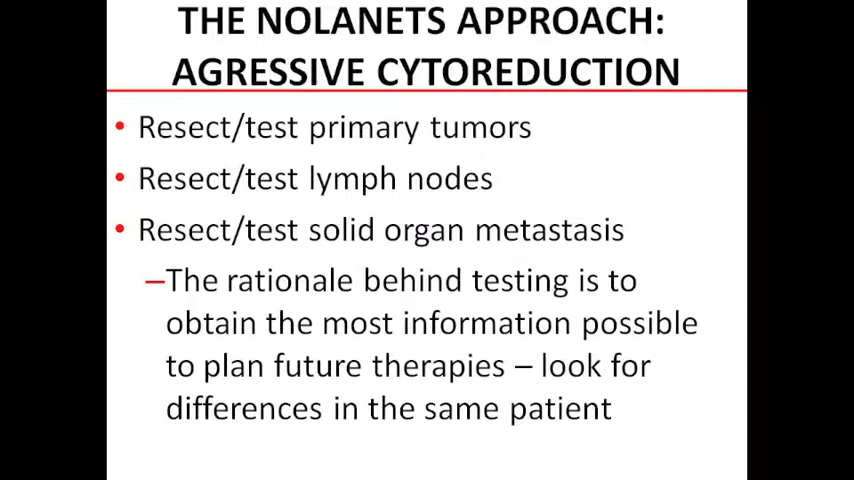 THE NOLANETS APPROACH:
AGRESSIVE CYTOREDUCTION
• Resect/test primary tumors
• Resect/test lymph nodes
• Resect/test solid organ metastasis
–The rationale behind testing is to
obtain the most information possible
to plan future therapies – look for
differences in the same patient